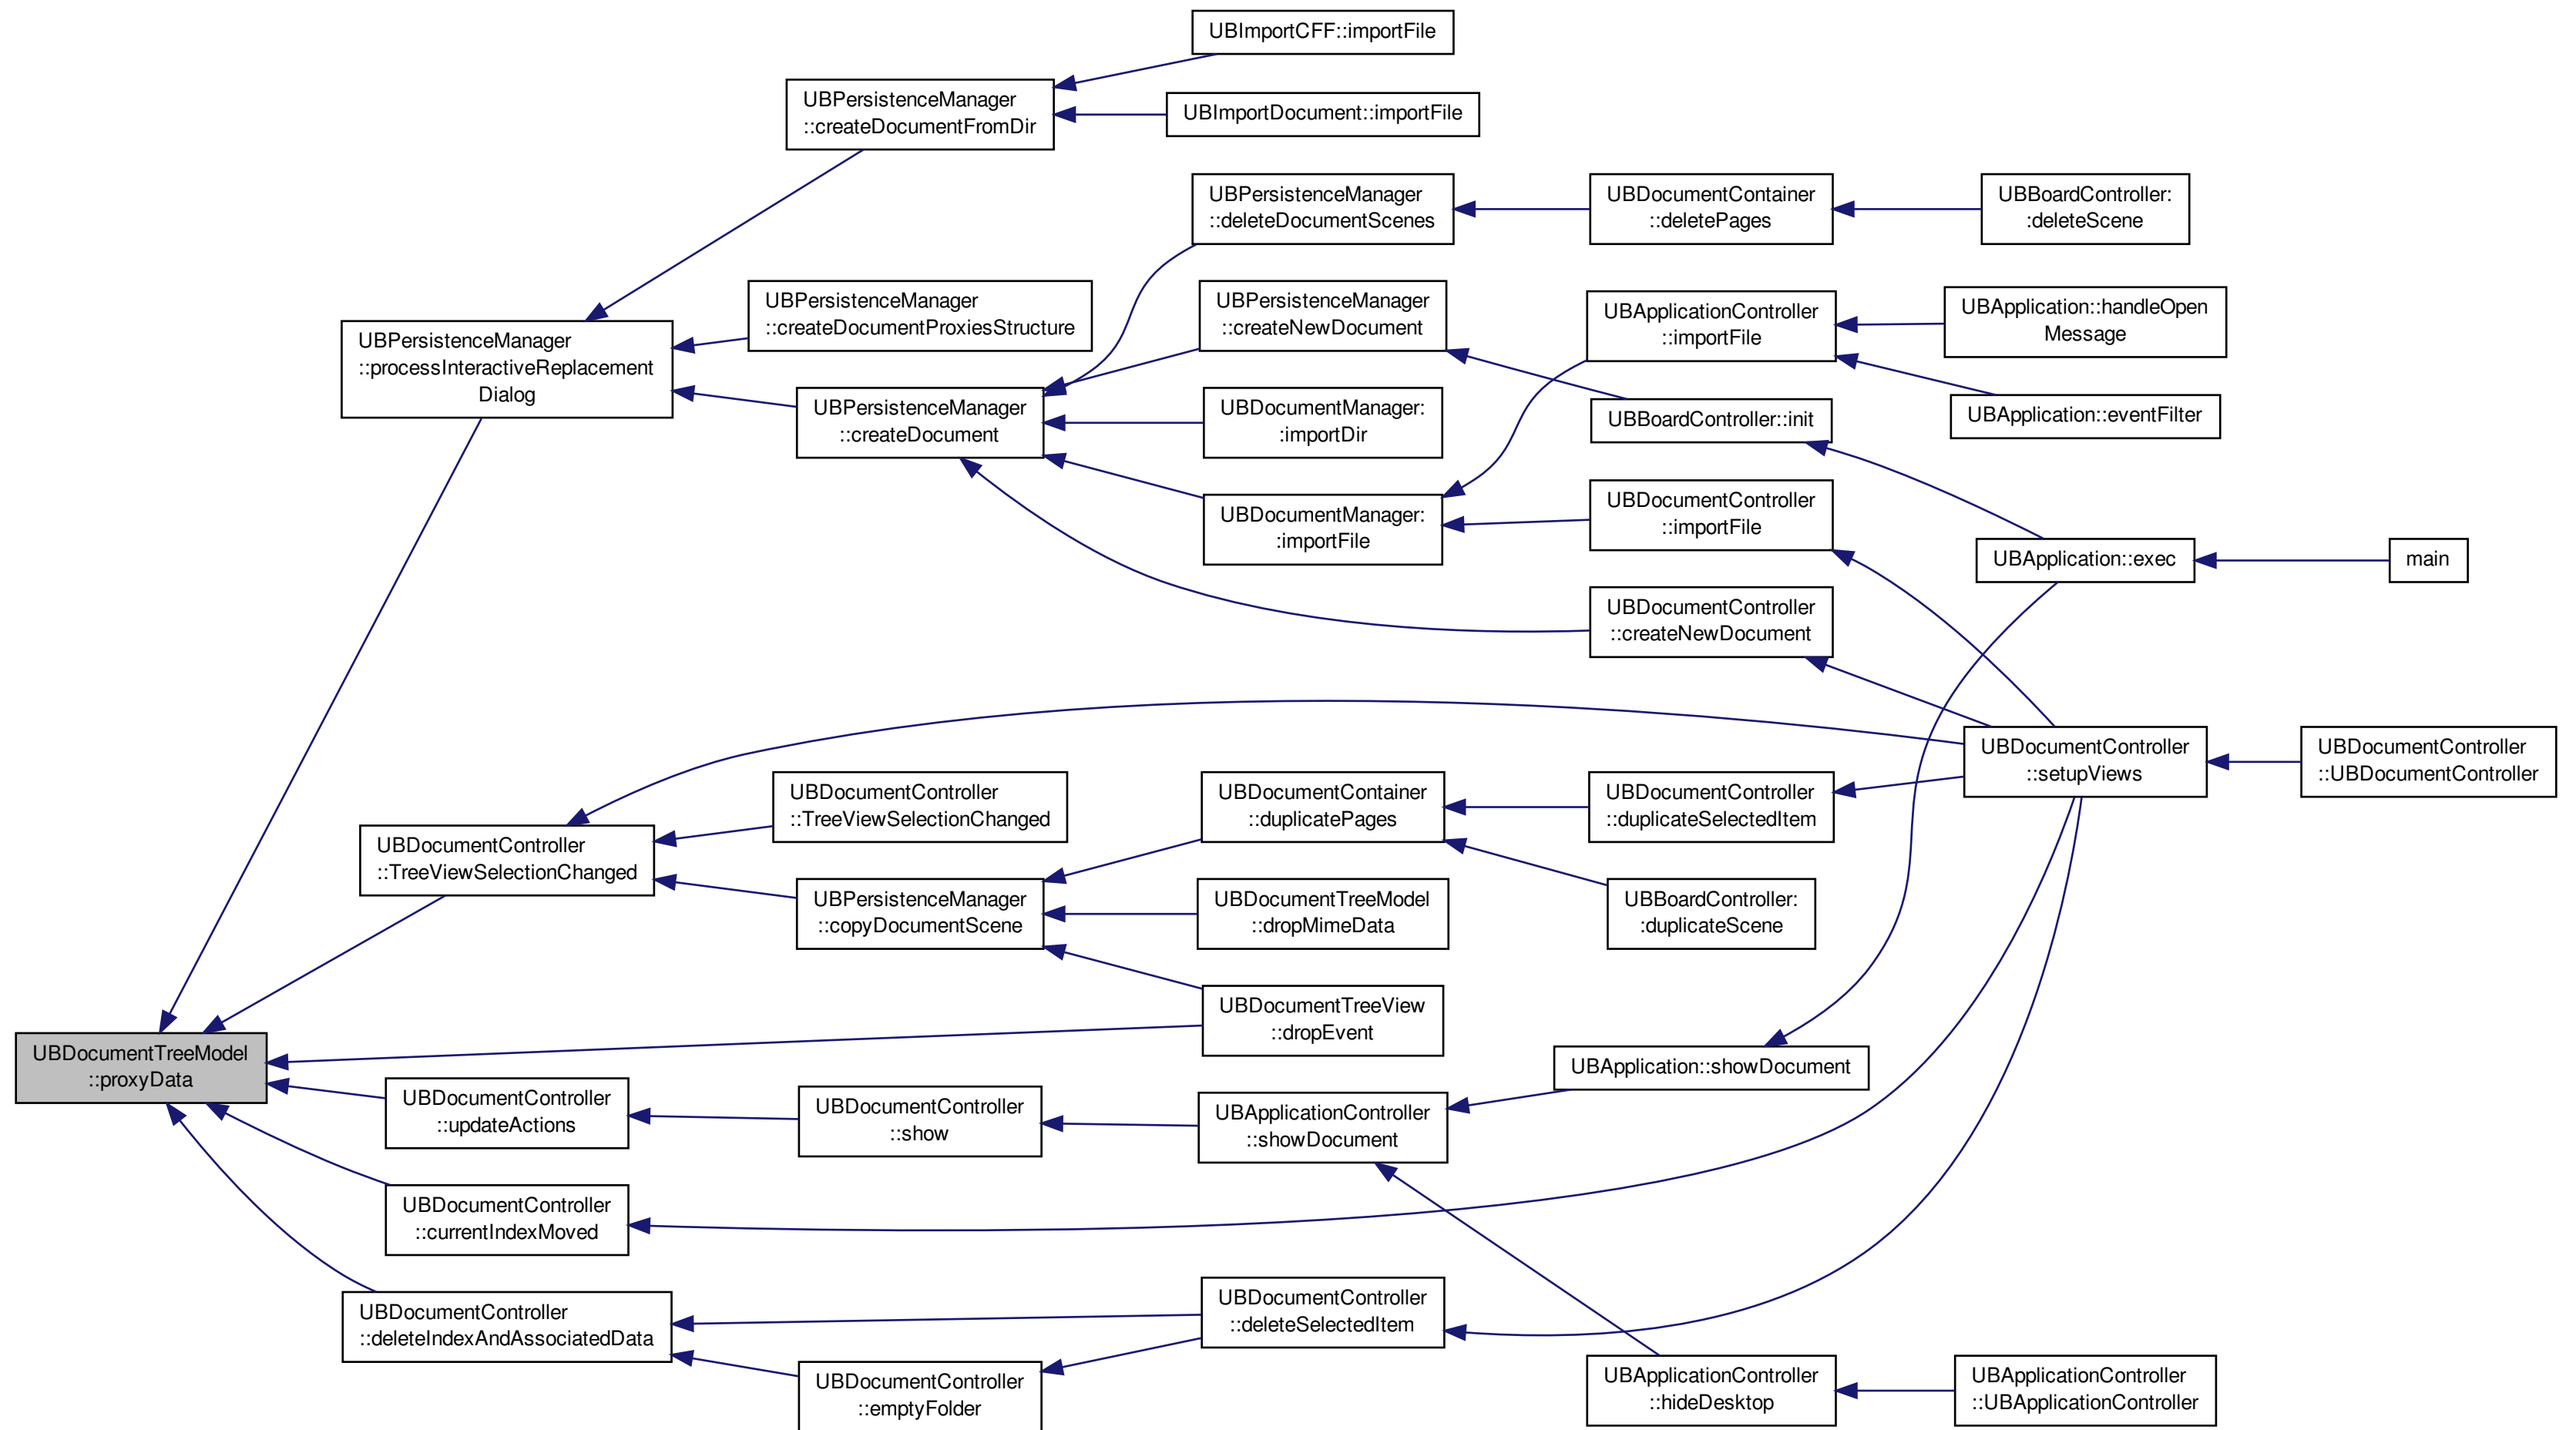 UBImportCFF::importFile
UBPersistenceManager
::createDocumentFromDir
UBImportDocument::importFile
UBPersistenceManager
::deleteDocumentScenes
UBDocumentContainer
::deletePages
UBBoardController:
:deleteScene
UBPersistenceManager
::createDocumentProxiesStructure
UBPersistenceManager
::createNewDocument
UBApplicationController
::importFile
UBApplication::handleOpen
Message
UBPersistenceManager
::processInteractiveReplacement
Dialog
UBPersistenceManager
::createDocument
UBDocumentManager:
:importDir
UBBoardController::init
UBApplication::eventFilter
UBDocumentManager:
:importFile
UBDocumentController
::importFile
UBApplication::exec
main
UBDocumentController
::createNewDocument
UBDocumentController
::setupViews
UBDocumentController
::UBDocumentController
UBDocumentController
::TreeViewSelectionChanged
UBDocumentContainer
::duplicatePages
UBDocumentController
::duplicateSelectedItem
UBDocumentController
::TreeViewSelectionChanged
UBPersistenceManager
::copyDocumentScene
UBDocumentTreeModel
::dropMimeData
UBBoardController:
:duplicateScene
UBDocumentTreeView
::dropEvent
UBDocumentTreeModel
::proxyData
UBApplication::showDocument
UBDocumentController
::updateActions
UBDocumentController
::show
UBApplicationController
::showDocument
UBDocumentController
::currentIndexMoved
UBDocumentController
::deleteIndexAndAssociatedData
UBDocumentController
::deleteSelectedItem
UBDocumentController
::emptyFolder
UBApplicationController
::hideDesktop
UBApplicationController
::UBApplicationController